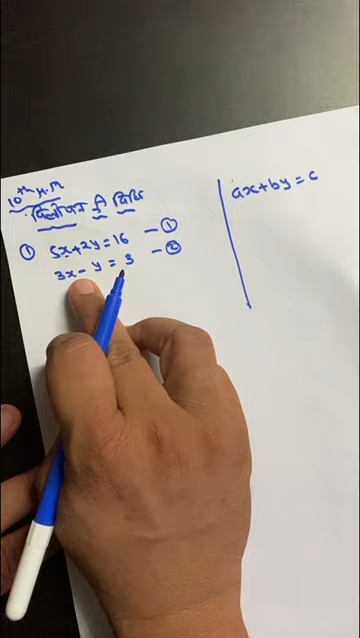 10th M.M
विलोपन की विधि
① 5x+2y=16 —①
3x - y = 3 —②
ax+by=c